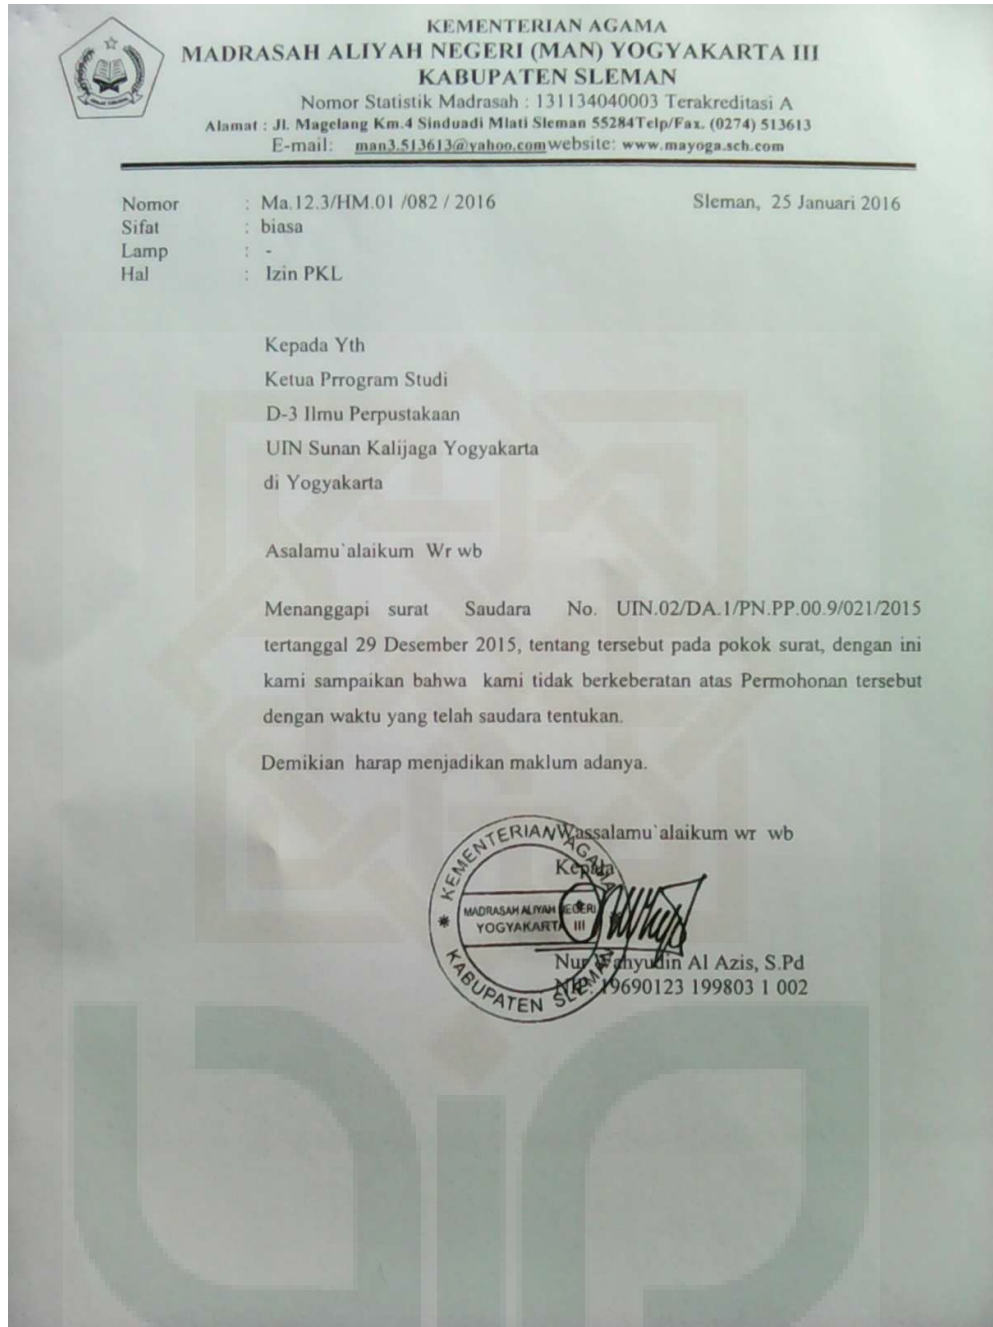 KEMENTERIAN AGAMA
MADRASAH ALIYAH NEGERI (MAN) YOGYAKARTA III
KABUPATEN SLEMAN
Nomor Statistik Madrasah : 131134040003 Terakreditasi A
Alamat : Jl. Magelang Km.4 Sinduadi Mlati Sleman 55284Telp/Fax. (0274) 513613
E-mail: man3.513613@yahoo.comwebsite: www.mayoga.sch.com
Nomor : Ma.12.3/HM.01 /082 / 2016 Sleman, 25 Januari 2016
Sifat : biasa
Lamp : -
Hal : Izin PKL
Kepada Yth
Ketua Prrogram Studi
D-3 Ilmu Perpustakaan
UIN Sunan Kalijaga Yogyakarta
di Yogyakarta
Asalamu`alaikum Wr wb
Menanggapi surat Saudara No. UIN.02/DA.1/PN.PP.00.9/021/2015
tertanggal 29 Desember 2015, tentang tersebut pada pokok surat, dengan ini
kami sampaikan bahwa kami tidak berkeberatan atas Permohonan tersebut
dengan waktu yang telah saudara tentukan.
Demikian harap menjadikan maklum adanya.
Wassalamu`alaikum wr wb
Kepala
KEMENTERIAN AGAMA
MADRASAH ALIYAH NEGERI
YOGYAKARTA III
KABUPATEN SLEMAN
Nur Wahyudin Al Azis, S.Pd
NIP. 19690123 199803 1 002